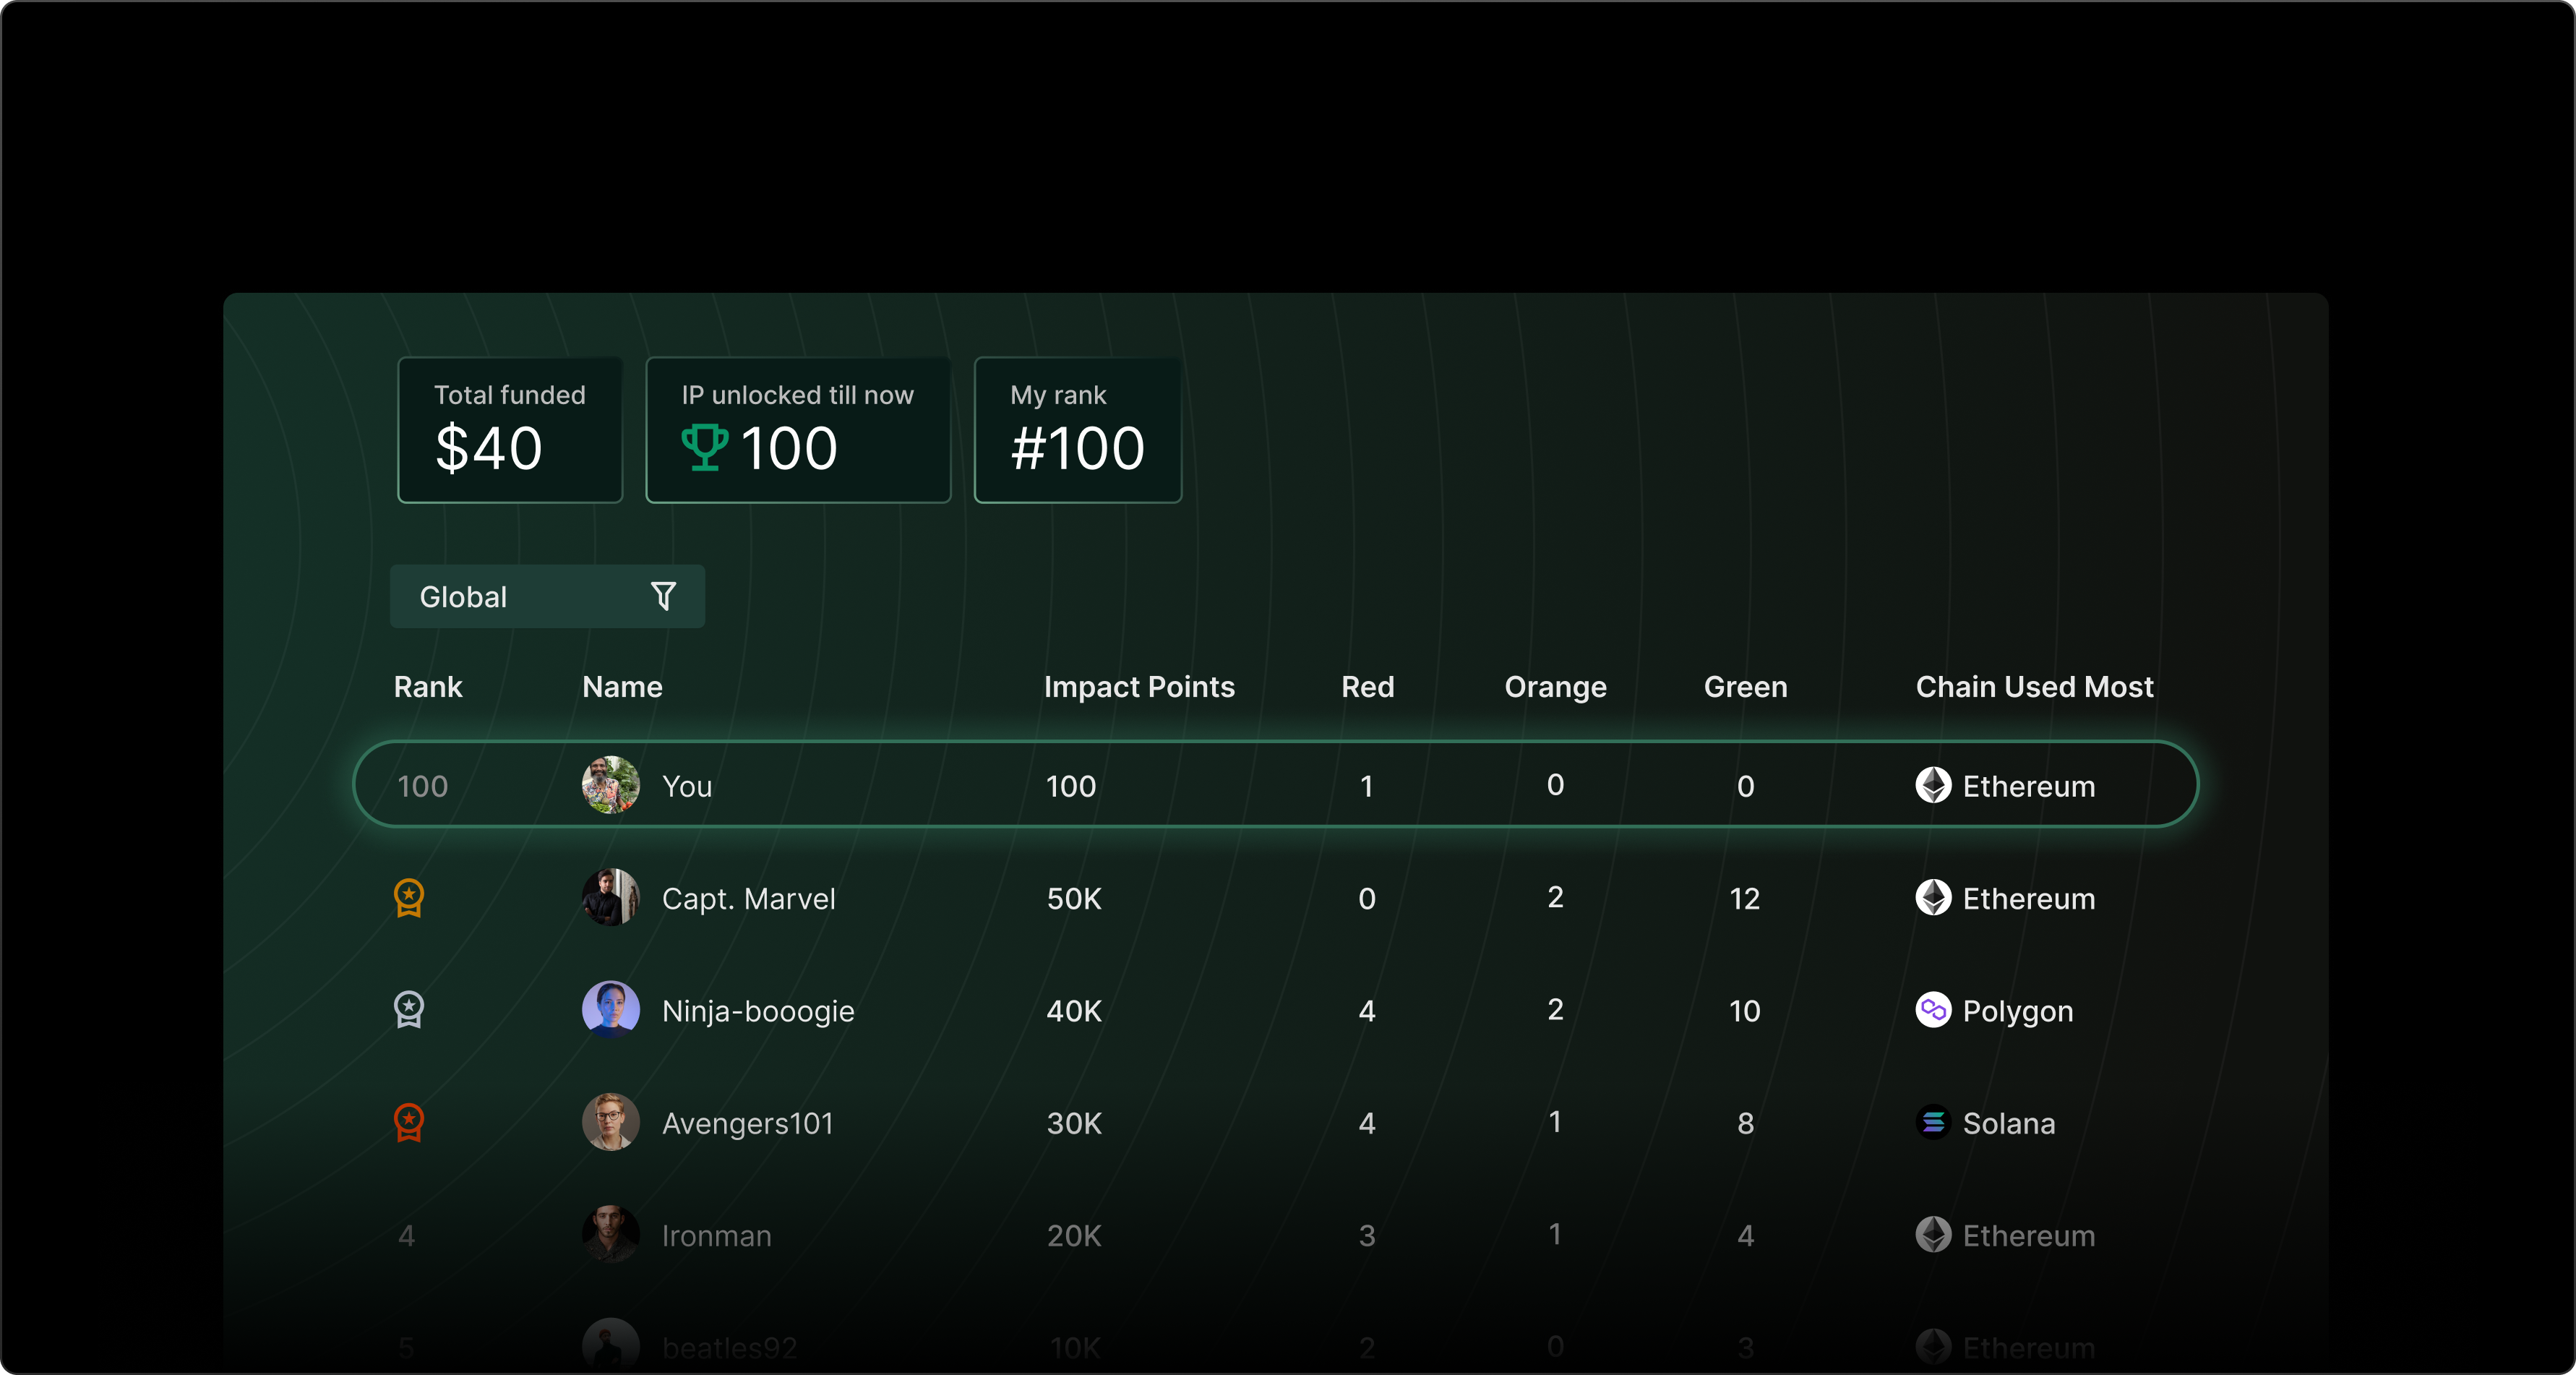 Total funded
$40
IP unlocked till now
100
My rank
#100
Global
Rank Name Impact Points Red Orange Green Chain Used Most
100 You 100 1 0 0 Ethereum
Capt. Marvel 50K 0 2 12 Ethereum
Ninja-booogie 40K 4 2 10 Polygon
Avengers101 30K 4 1 8 Solana
4 Ironman 20K 3 1 4 Ethereum
5 beatles92 10K 2 0 3 Ethereum